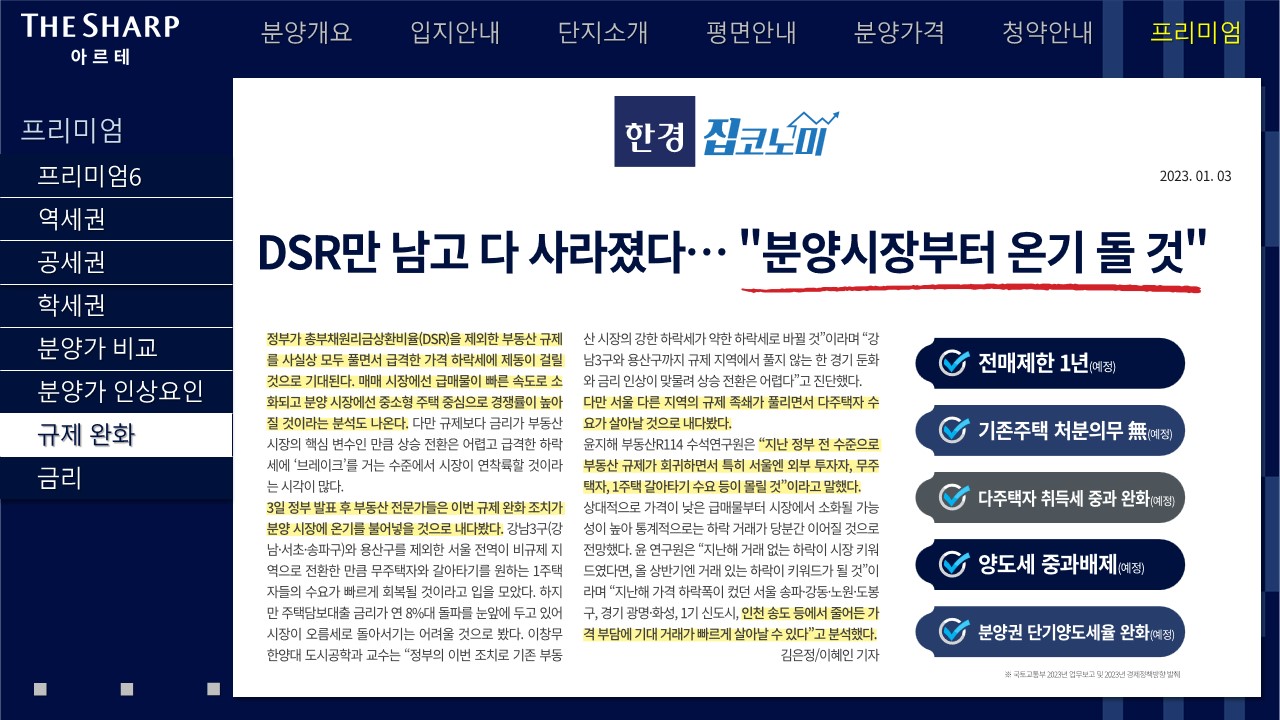 THE SHARP
아르테
분양개요 입지안내 단지소개 평면안내 분양가격 청약안내 프리미엄
프리미엄
프리미엄6
역세권
공세권
학세권
분양가 비교
분양가 인상요인
규제 완화
금리
한경 집코노미
2023. 01. 03
DSR만 남고 다 사라졌다… "분양시장부터 온기 돌 것"
정부가 총부채원리금상환비율(DSR)을 제외한 부동산 규제
를 사실상 모두 풀면서 급격한 가격 하락세에 제동이 걸릴
것으로 기대된다. 매매 시장에선 급매물이 빠른 속도로 소
화되고 분양 시장에선 중소형 주택 중심으로 경쟁률이 높아
질 것이라는 분석도 나온다. 다만 규제보다 금리가 부동산
시장의 핵심 변수인 만큼 상승 전환은 어렵고 급격한 하락
세에 ‘브레이크’를 거는 수준에서 시장이 연착륙할 것이라
는 시각이 많다.
3일 정부 발표 후 부동산 전문가들은 이번 규제 완화 조치가
분양 시장에 온기를 불어넣을 것으로 내다봤다. 강남3구(강
남·서초·송파구)와 용산구를 제외한 서울 전역이 비규제 지
역으로 전환한 만큼 무주택자와 갈아타기를 원하는 1주택
자들의 수요가 빠르게 회복될 것이라고 입을 모았다. 하지
만 주택담보대출 금리가 연 8%대 돌파를 눈앞에 두고 있어
시장이 오름세로 돌아서기는 어려울 것으로 봤다. 이창무
한양대 도시공학과 교수는 “정부의 이번 조치로 기존 부동
산 시장의 강한 하락세가 약한 하락세로 바뀔 것”이라며 “강
남3구와 용산구까지 규제 지역에서 풀지 않는 한 경기 둔화
와 금리 인상이 맞물려 상승 전환은 어렵다”고 진단했다.
다만 서울 다른 지역의 규제 족쇄가 풀리면서 다주택자 수
요가 살아날 것으로 내다봤다.
윤지해 부동산R114 수석연구원은 “지난 정부 전 수준으로
부동산 규제가 회귀하면서 특히 서울엔 외부 투자자, 무주
택자, 1주택 갈아타기 수요 등이 몰릴 것”이라고 말했다.
상대적으로 가격이 낮은 급매물부터 시장에서 소화될 가능
성이 높아 통계적으로는 하락 거래가 당분간 이어질 것으로
전망했다. 윤 연구원은 “지난해 거래 없는 하락이 시장 키워
드였다면, 올 상반기엔 거래 있는 하락이 키워드가 될 것”이
라며 “지난해 가격 하락폭이 컸던 서울 송파·강동·노원·도봉
구, 경기 광명·화성, 1기 신도시, 인천 송도 등에서 줄어든 가
격 부담에 기대 거래가 빠르게 살아날 수 있다”고 분석했다.
김은정/이혜인 기자
전매제한 1년(예정)
기존주택 처분의무 無(예정)
다주택자 취득세 중과 완화(예정)
양도세 중과배제(예정)
분양권 단기양도세율 완화(예정)
※ 국토교통부 2023년 업무보고 및 2023년 경제정책방향 발췌